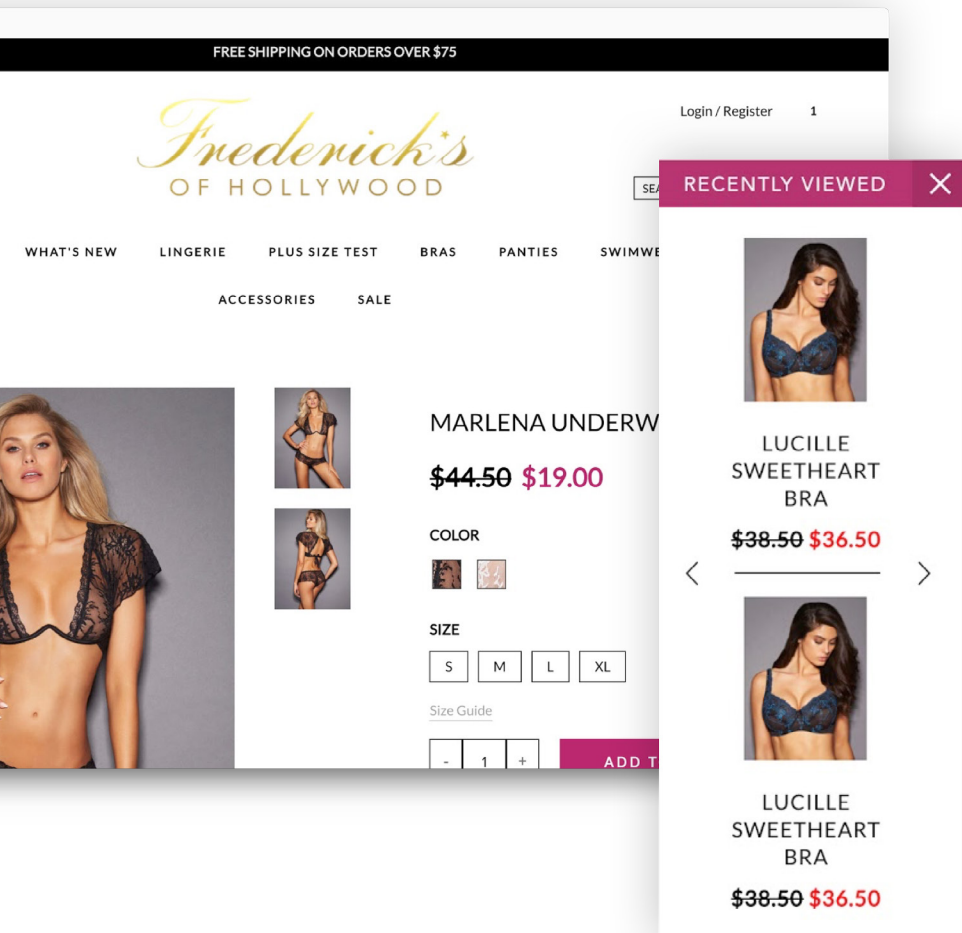 FREE SHIPPING ON ORDERS OVER $75
Login / Register 1
Frederick's
OF HOLLYWOOD
RECENTLY VIEWED
WHAT'S NEW LINGERIE PLUS SIZE TEST BRAS PANTIES
ACCESSORIES SALE
MARLENA
$44.50 $19.00
COLOR
SIZE
S M L XL
Size Guide
- 1 +
ADD
LUCILLE
SWEETHEART
BRA
$38.50 $36.50
LUCILLE
SWEETHEART
BRA
$38.50 $36.50